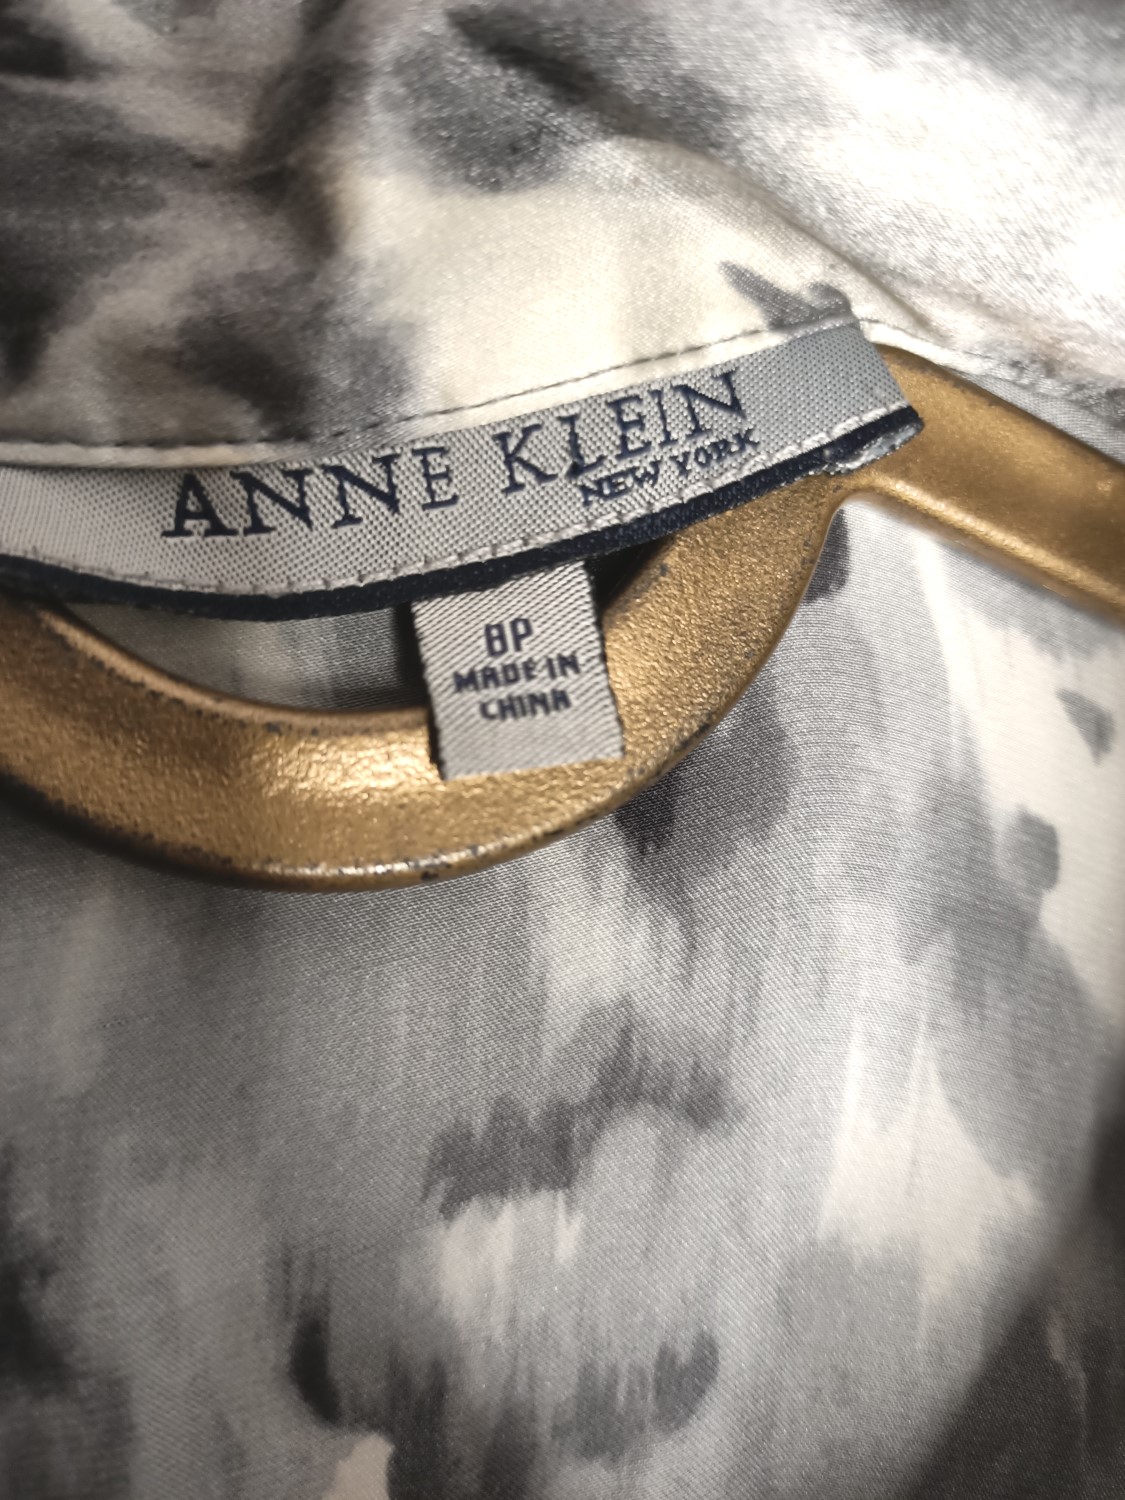 ANNE KLEIN
NEW YORK
8P
MADE IN
CHINA